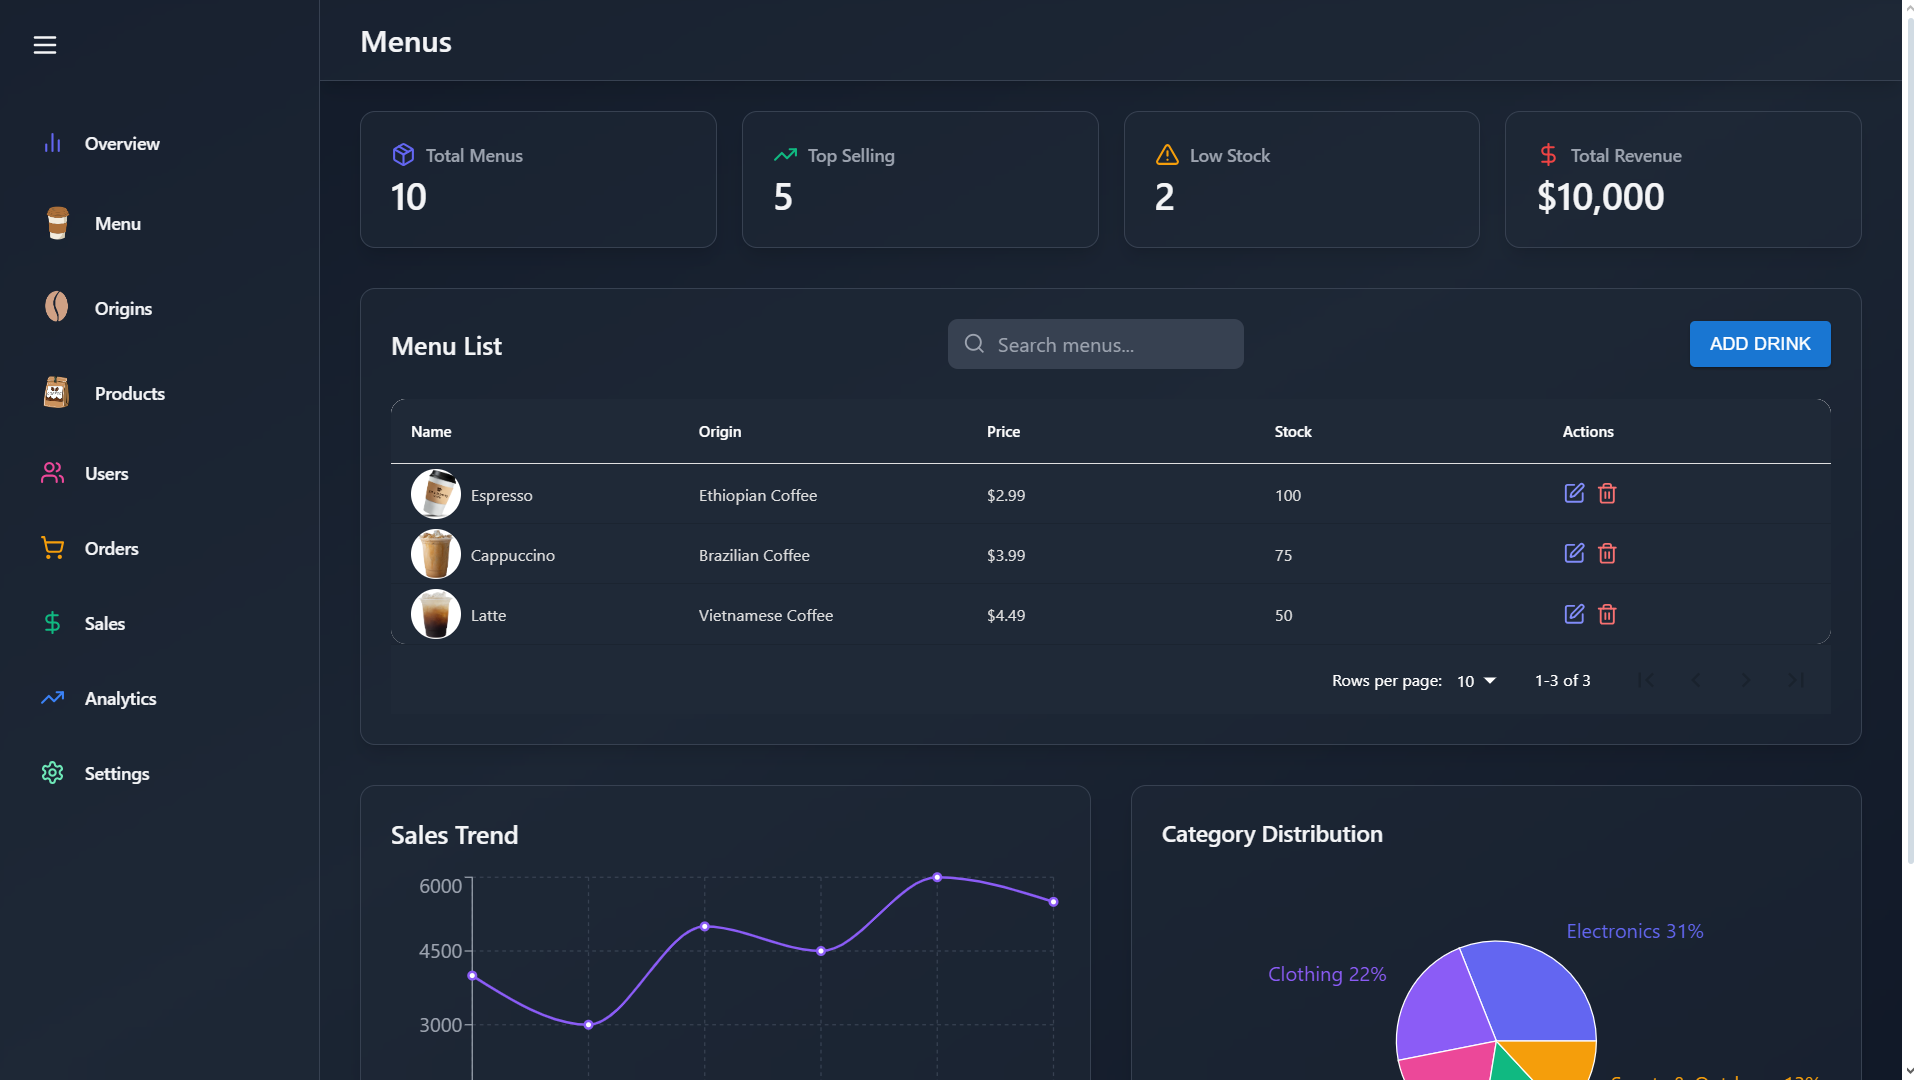 Menus
Overview
Menu
Origins
Products
Users
Orders
Sales
Analytics
Settings
Total Menus
10
Top Selling
5
Low Stock
2
Total Revenue
$10,000
Menu List
Search menus...
ADD DRINK
Name Origin Price Stock Actions
Espresso Ethiopian Coffee $2.99 100
Cappuccino Brazilian Coffee $3.99 75
Latte Vietnamese Coffee $4.49 50
Rows per page: 10 1-3 of 3
Sales Trend
6000
4500
3000
Category Distribution
Electronics 31%
Clothing 22%